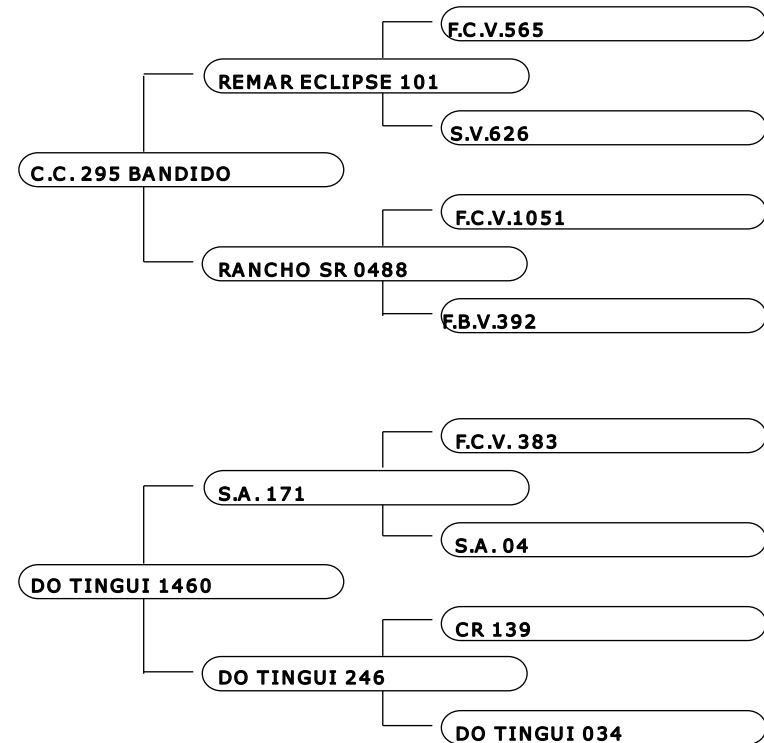 F.C.V.565
REMAR ECLIPSE 101
S.V.626
C.C. 295 BANDIDO
F.C.V.1051
RANCHO SR 0488
F.B.V.392
F.C.V. 383
S.A. 171
S.A. 04
DO TINGUI 1460
CR 139
DO TINGUI 246
DO TINGUI 034